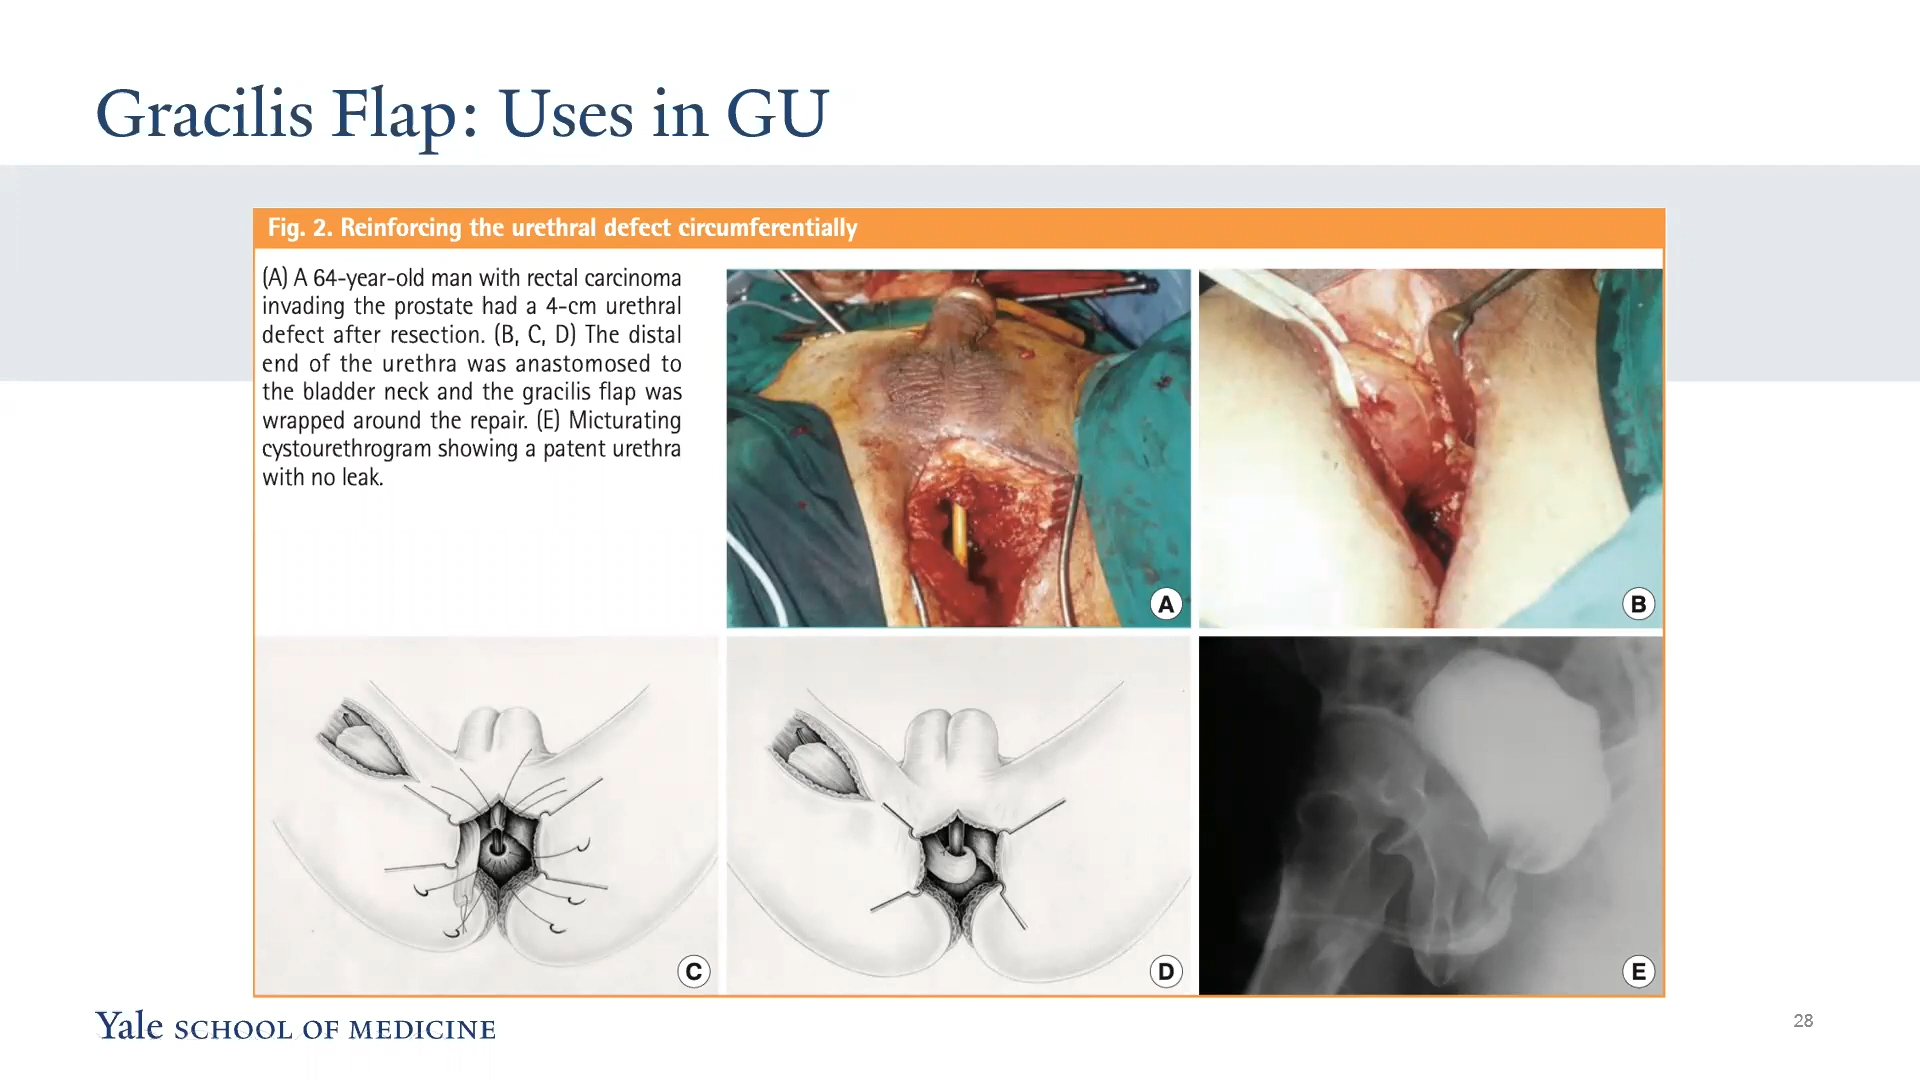 Gracilis Flap: Uses in GU
Fig. 2. Reinforcing the urethral defect circumferentially
(A) A 64-year-old man with rectal carcinoma
invading the prostate had a 4-cm urethral
defect after resection. (B, C, D) The distal
end of the urethra was anastomosed to
the bladder neck and the gracilis flap was
wrapped around the repair. (E) Micturating
cystourethrogram showing a patent urethra
with no leak.
A
B
C
D
E
Yale SCHOOL OF MEDICINE
28